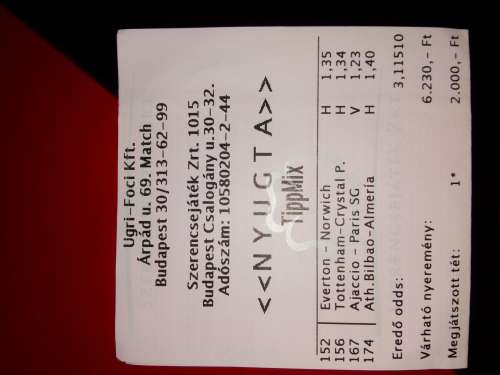 Ugri-Foci Kft.
Árpád u. 69. Match
Budapest 30/313-62-99
Szerencsejáték Zrt. 1015
Budapest Csalogány u.30-32.
Adószám: 10580204-2-44
<<NYUGTA>>
TippMix
152 Everton - Norwich H 1,35
156 Tottenham-Crystal P. H 1,34
167 Ajaccio - Paris SG V 1,23
174 Ath.Bilbao-Almería H 1,40
Eredő odds: 3,11510
Várható nyeremény: 6.230,- Ft
Megjátszott tét: 1* 2.000,- Ft